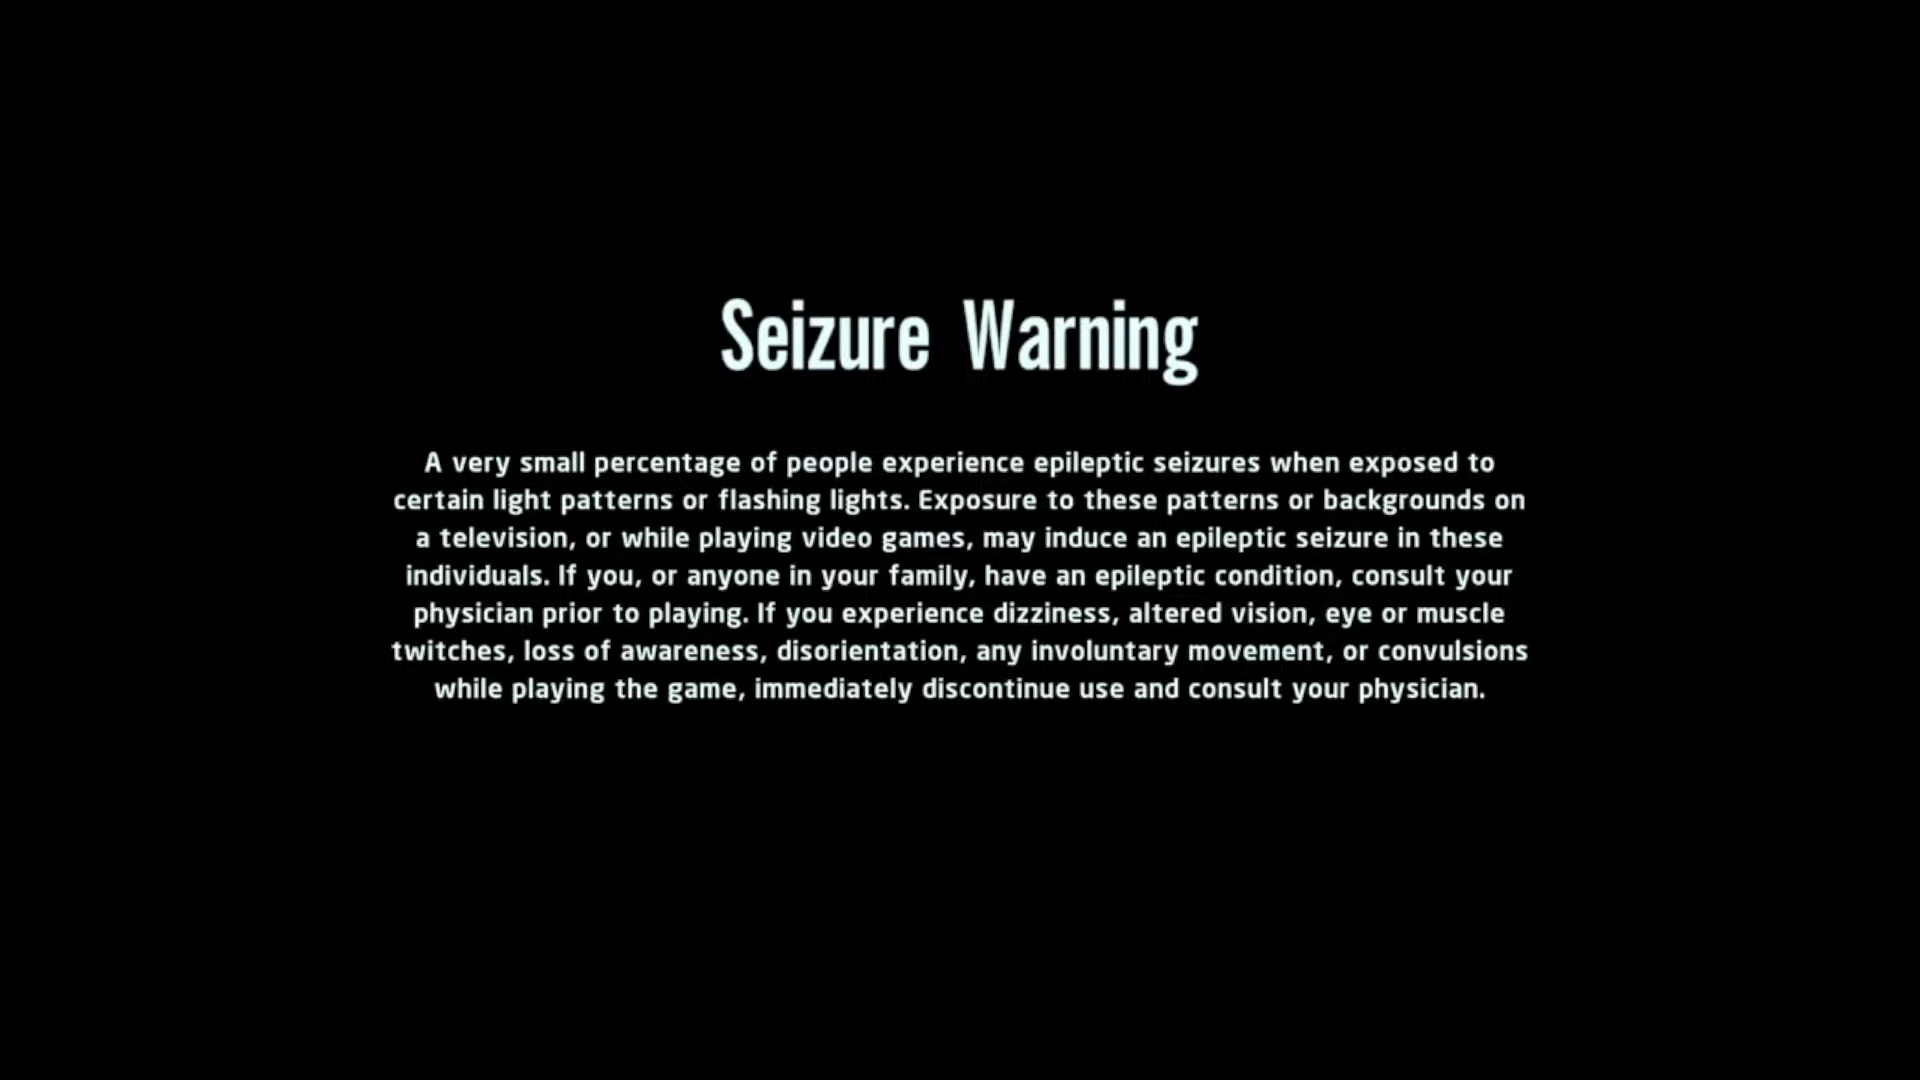 Seizure Warning
A very small percentage of people experience epileptic seizures when exposed to
certain light patterns or flashing lights. Exposure to these patterns or backgrounds on
a television, or while playing video games, may induce an epileptic seizure in these
individuals. If you, or anyone in your family, have an epileptic condition, consult your
physician prior to playing. If you experience dizziness, altered vision, eye or muscle
twitches, loss of awareness, disorientation, any involuntary movement, or convulsions
while playing the game, immediately discontinue use and consult your physician.